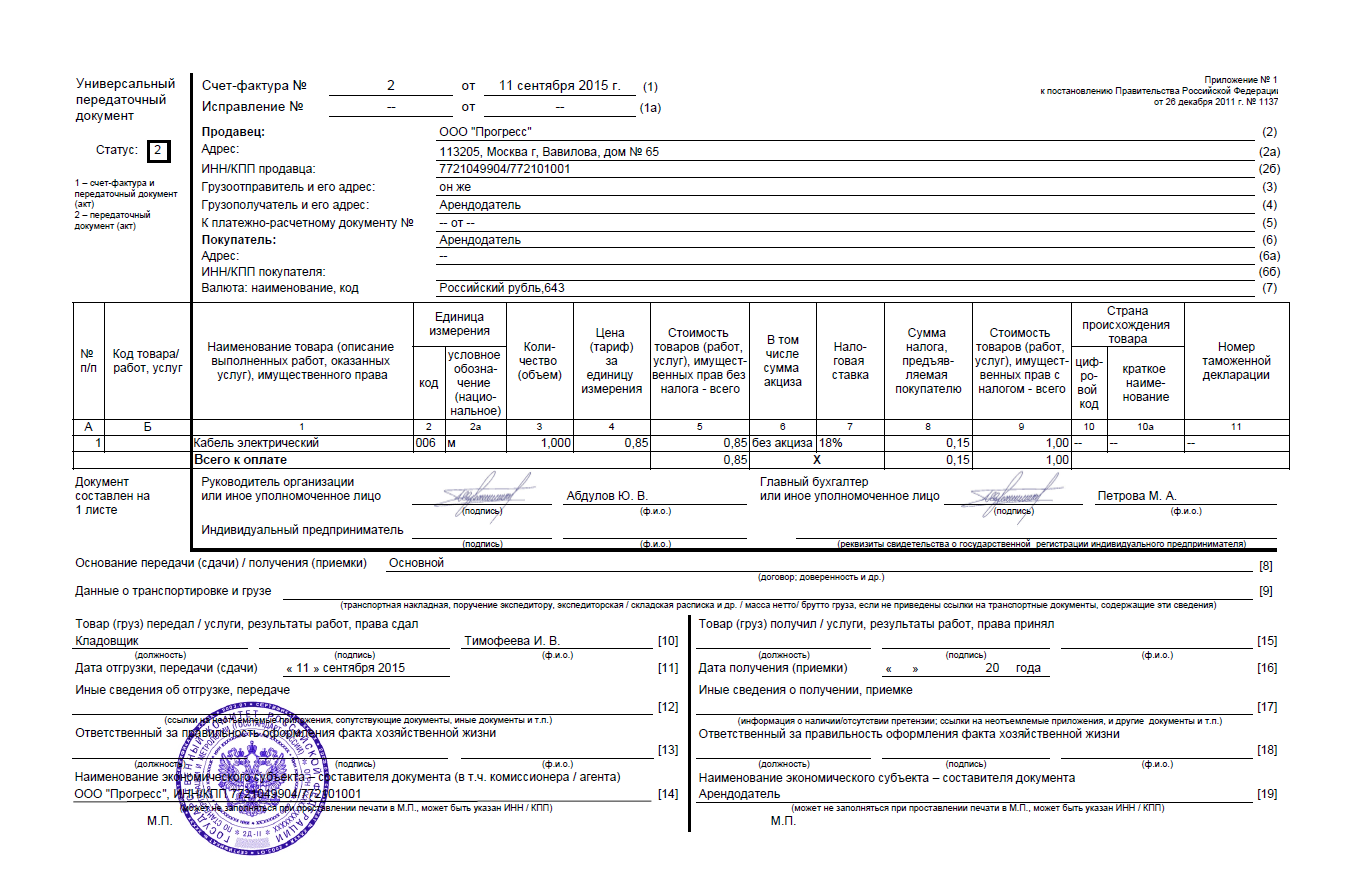 Универсальный
передаточный
документ
Статус: 2
1 – счет-фактура и
передаточный документ
(акт)
2 – передаточный
документ (акт)
Счет-фактура № 2 от 11 сентября 2015 г. (1)
Исправление № -- от -- (1а)
Приложение № 1
к постановлению Правительства Российской Федераци
от 26 декабря 2011 г. № 1137
Продавец: ООО "Прогресс" (2)
Адрес: 113205, Москва г, Вавилова, дом № 65 (2а)
ИНН/КПП продавца: 7721049904/772101001 (2б)
Грузоотправитель и его адрес: он же (3)
Грузополучатель и его адрес: Арендодатель (4)
К платежно-расчетному документу № -- от -- (5)
Покупатель: Арендодатель (6)
Адрес: -- (6а)
ИНН/КПП покупателя: (6б)
Валюта: наименование, код Российский рубль,643 (7)
№
п/п
Код товара/
работ, услуг
Наименование товара (описание
выполненных работ, оказанных
услуг), имущественного права
Единица
измерения
код
условное
обозна-
чение
(нацио-
нальное)
Коли-
чество
(объем)
Цена
(тариф)
за
единицу
измерения
Стоимость
товаров (работ,
услуг), имущест-
венных прав без
налога - всего
В том
числе
сумма
акциза
Нало-
говая
ставка
Сумма
налога,
предъяв-
ляемая
покупателю
Стоимость
товаров (работ,
услуг), имущест-
венных прав с
налогом - всего
Страна
происхождения
товара
циф-
ро-
вой
код
краткое
наиме-
нование
Номер
таможенной
декларации
А Б 1 2 2а 3 4 5 6 7 8 9 10 10а 11
1 Кабель электрический 006 м 1,000 0,85 0,85 без акциза 18% 0,15 1,00 -- -- --
Всего к оплате 0,85 Х 0,15 1,00
Документ
составлен на
1 листе
Руководитель организации
или иное уполномоченное лицо Абдулов Ю. В.
(подпись) (ф.и.о.)
Главный бухгалтер
или иное уполномоченное лицо Петрова М. А.
(подпись) (ф.и.о.)
Индивидуальный предприниматель
(подпись) (ф.и.о.) (реквизиты свидетельства о государственной регистрации индивидуального предпринимателя)
Основание передачи (сдачи) / получения (приемки) Основной [8]
(договор; доверенность и др.)
Данные о транспортировке и грузе [9]
(транспортная накладная, поручение экспедитору, экспедиторская / складская расписка и др. / масса нетто/ брутто груза, если не приведены ссылки на транспортные документы, содержащие эти сведения)
Товар (груз) передал / услуги, результаты работ, права сдал
Кладовщик Тимофеева И. В. [10]
(должность) (подпись) (ф.и.о.)
Дата отгрузки, передачи (сдачи) « 11 » сентября 2015 [11]
Иные сведения об отгрузке, передаче
[12]
(ссылки на неотъемлемые приложения, сопутствующие документы, иные документы и т.п.)
Ответственный за правильность оформления факта хозяйственной жизни
[13]
(должность) (подпись) (ф.и.о.)
Наименование экономического субъекта – составителя документа (в т.ч. комиссионера / агента)
ООО "Прогресс", ИНН/КПП 7721049904/772101001 [14]
(может не заполняться при проставлении печати в М.П., может быть указан ИНН / КПП)
М.П.
Товар (груз) получил / услуги, результаты работ, права принял
[15]
(должность) (подпись) (ф.и.о.)
Дата получения (приемки) « » 20 года [16]
Иные сведения о получении, приемке
[17]
(информация о наличии/отсутствии претензии; ссылки на неотъемлемые приложения, и другие документы и т.п.)
Ответственный за правильность оформления факта хозяйственной жизни
[18]
(должность) (подпись) (ф.и.о.)
Наименование экономического субъекта – составителя документа
Арендодатель [19]
(может не заполняться при проставлении печати в М.П., может быть указан ИНН / КПП)
М.П.